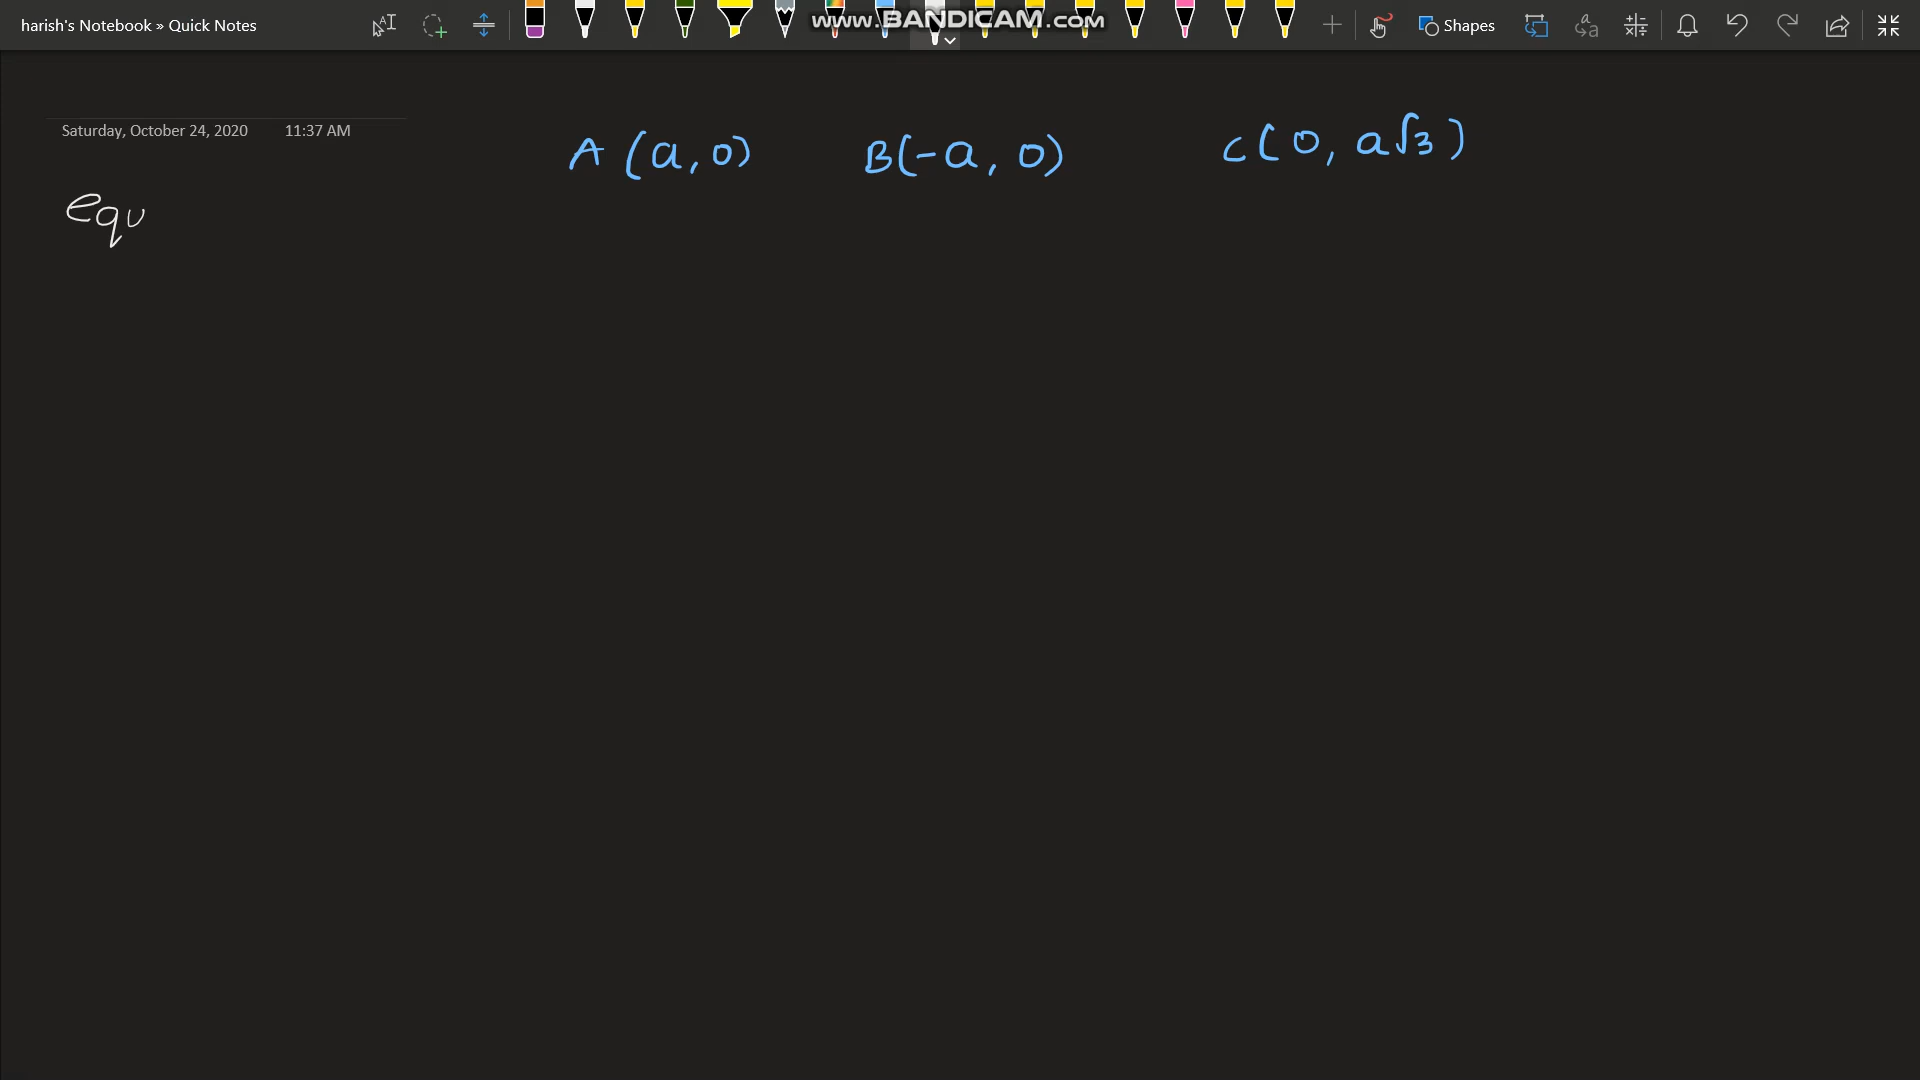 harish's Notebook » Quick Notes
www.BANDICAM.com
Shapes
Saturday, October 24, 2020 11:37 AM
A (a, 0) B(-a, 0) C(0, a√3)
equ